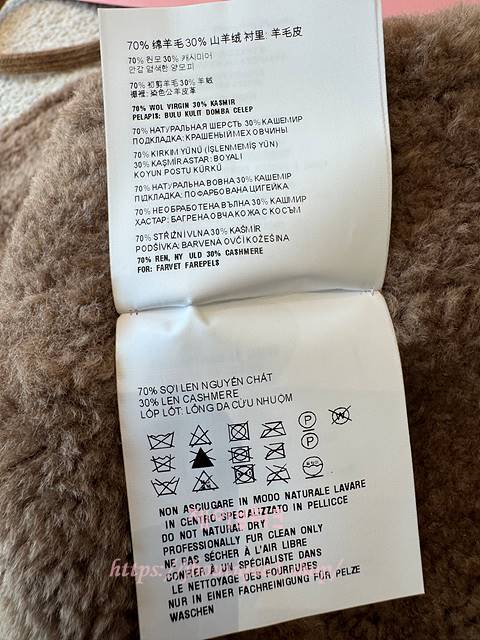 70% 绵羊毛 30% 山羊绒 衬里: 羊毛皮
70% 천모 30% 캐시미어
안감 염색한 양모피
70% 初剪羊毛 30% 羊絨
襯裡: 染色公羊皮革
70% WOL VIRGIN 30% KASMIR
PELAPIS: BULU KULIT DOMBA CELEP
70% НАТУРАЛЬНАЯ ШЕРСТЬ 30% КАШЕМИР
ПОДКЛАДКА: КРАШЕНЫЙ МЕХ ОВЧИНЫ
70% KIRKIM YÜNÜ (İŞLENMEMİŞ YÜN)
30% KAŞMİR ASTAR: BOYALI
KOYUN POSTU KÜRKÜ
70% НАТУРАЛЬНА ВОВНА 30% КАШЕМИР
ПІДКЛАДКА: ПОФАРБОВАНА ЦИГЕЙКА
70% НЕОБРАБОТЕНА ВЪЛНА 30% КАШМИР
ХАСТАР: БАГРЕНА ОВЧА КОЖА С КОСЪМ
70% STŘIŽNÍ VLNA 30% KAŠMÍR
PODŠÍVKA: BARVENÁ OVČÍ KOŽEŠINA
70% REN, NY ULD 30% CASHMERE
FOR: FARVET FAREPELS
70% SỢI LEN NGUYÊN CHẤT
30% LEN CASHMERE
LỚP LÓT: LÔNG DA CỪU NHUỘM
P W
P
NON ASCIUGARE IN MODO NATURALE LAVARE
IN CENTRO SPECIALIZZATO IN PELLICCE
DO NOT NATURAL DRY
PROFESSIONALLY FUR CLEAN ONLY
PAS SÉCHER À L'AIR LIBRE
CONFIER À UN SPÉCIALISTE DANS
LE NETTOYAGE DES FOURRURES
NUR IN EINER FACHREINIGUNG FÜR PELZE
WASCHEN